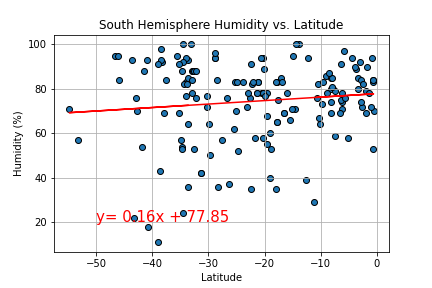 South Hemisphere Humidity vs. Latitude
100
80
60
40
20
Humidity (%)
y= 0.16x + 77.85
−50 −40 −30 −20 −10 0
Latitude